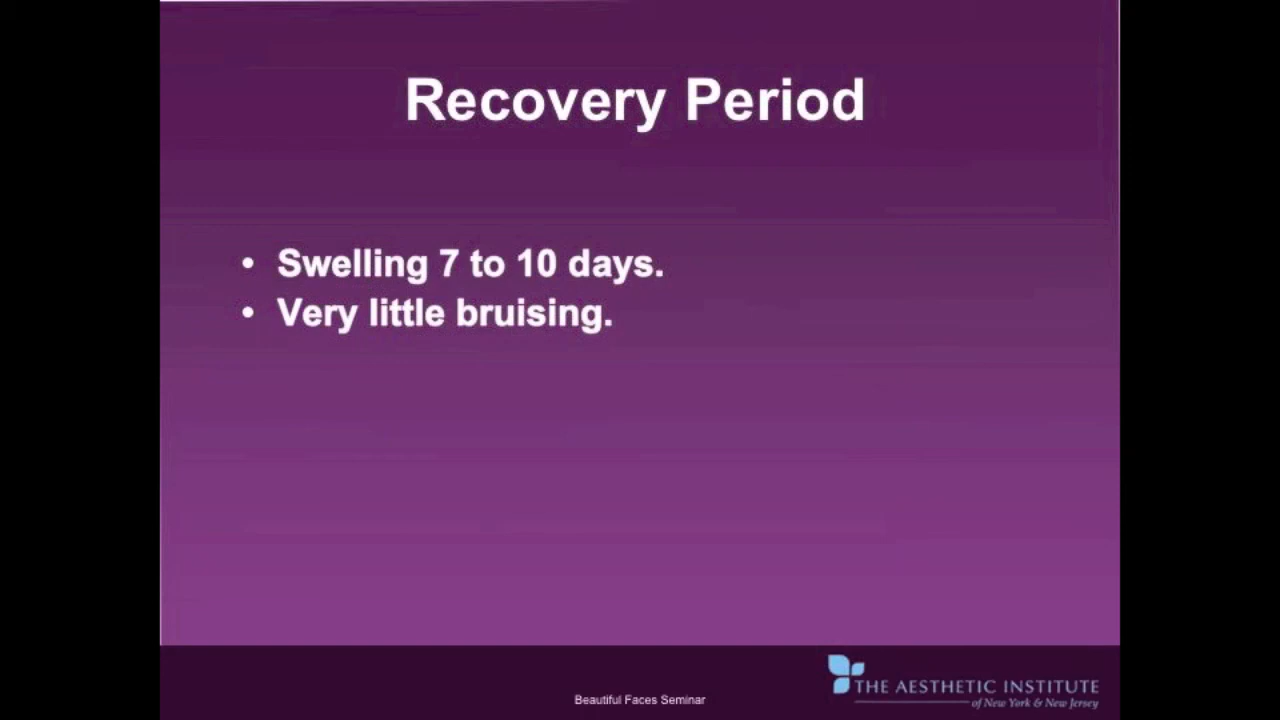 Recovery Period
• Swelling 7 to 10 days.
• Very little bruising.
Beautiful Faces Seminar
THE AESTHETIC INSTITUTE
of New York & New Jersey